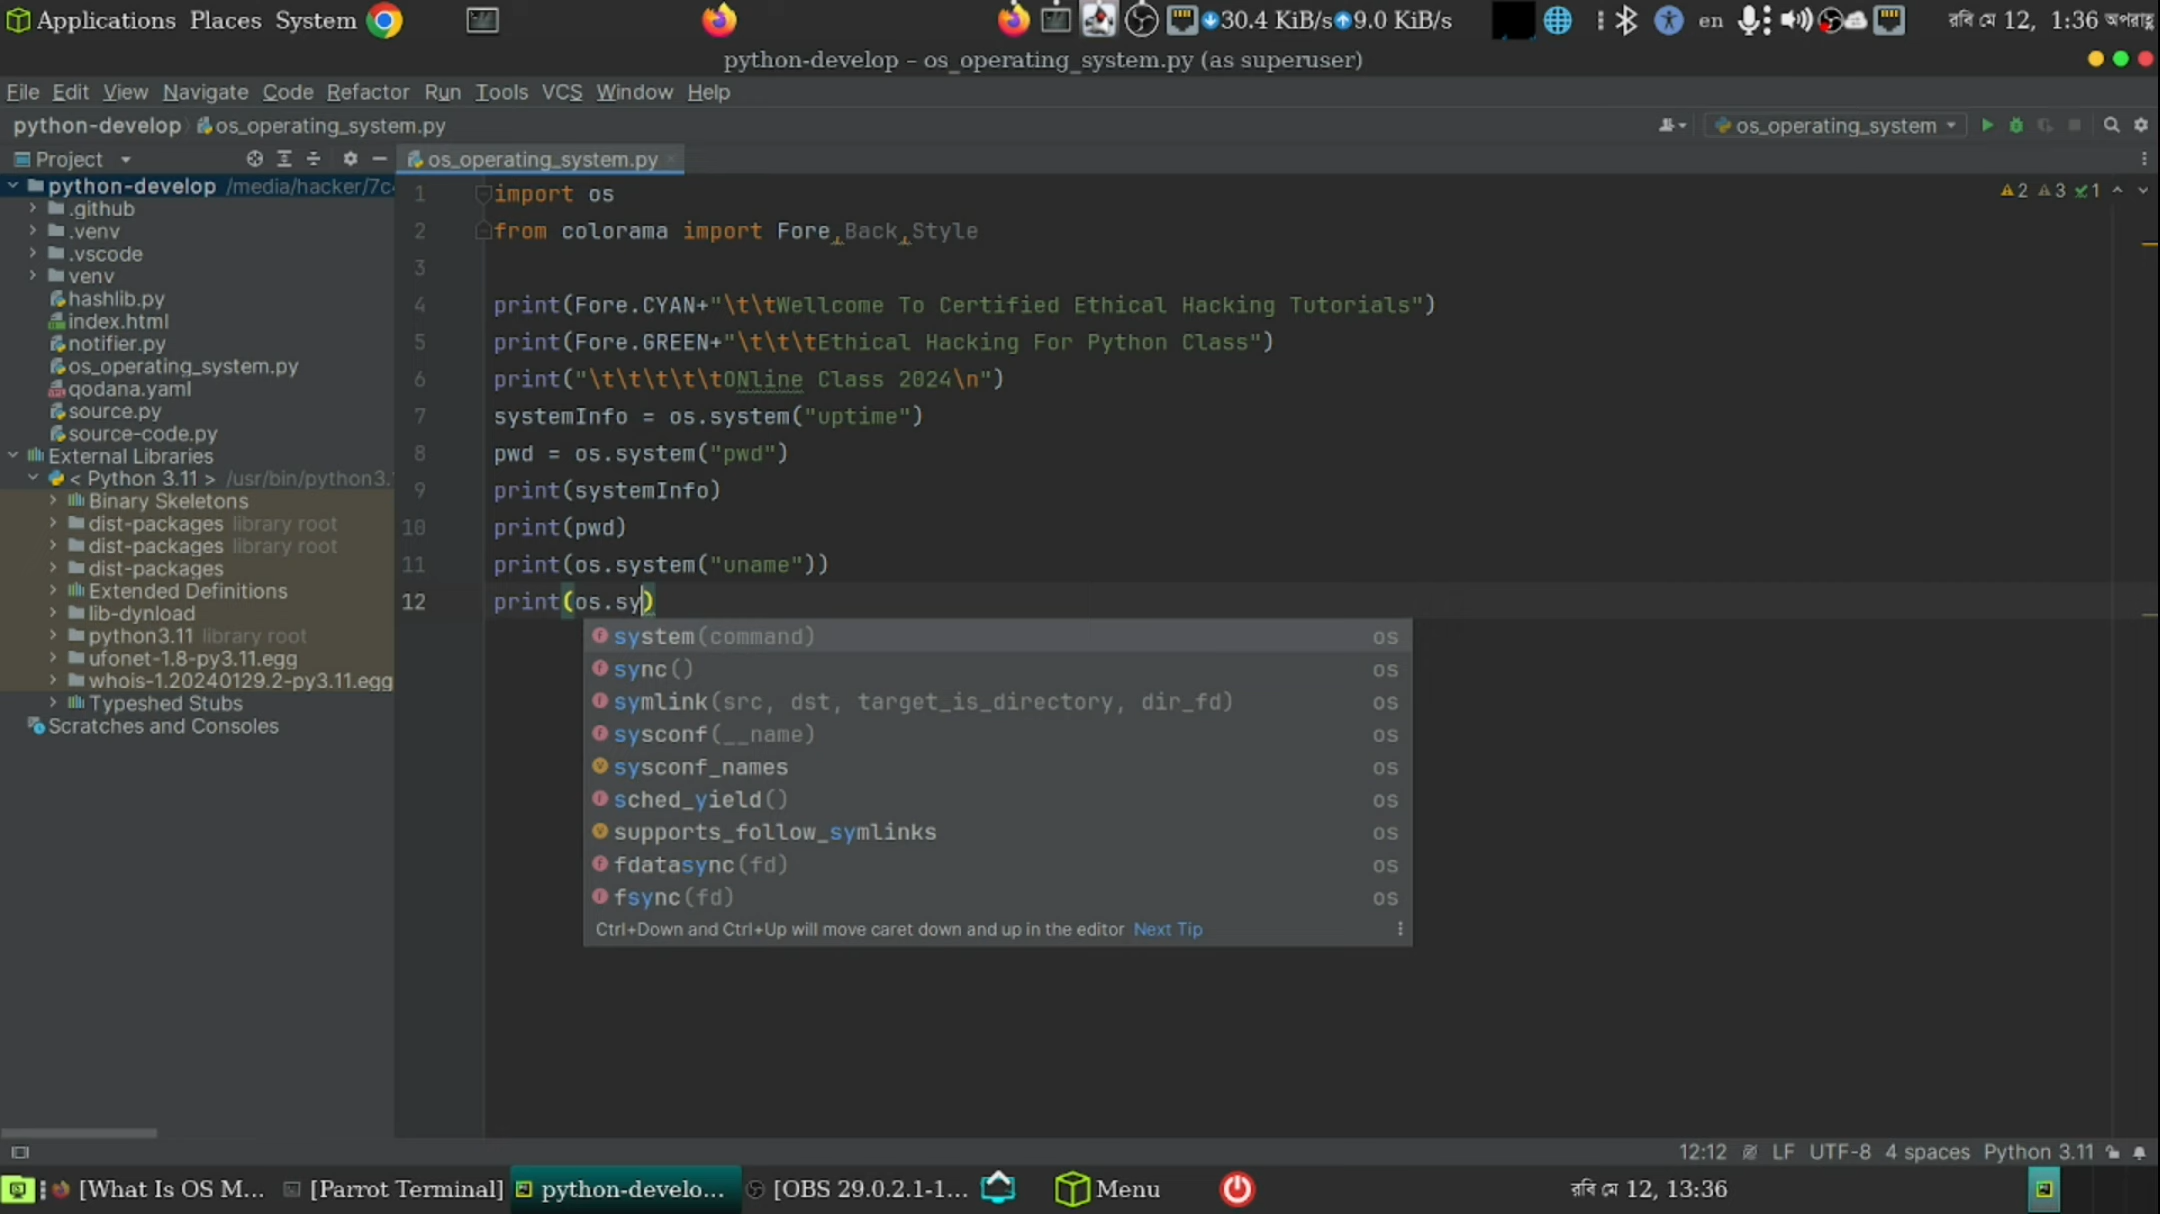 Applications Places System
30.4 KiB/s 9.0 KiB/s
en
রবি মে 12, 1:36 অপরাহ্ণ
python-develop – os_operating_system.py (as superuser)
File Edit View Navigate Code Refactor Run Tools VCS Window Help
python-develop os_operating_system.py
os_operating_system
Project
os_operating_system.py
python-develop /media/hacker/7c
.github
.venv
.vscode
venv
hashlib.py
index.html
notifier.py
os_operating_system.py
qodana.yaml
source.py
source-code.py
External Libraries
< Python 3.11 > /usr/bin/python3.
Binary Skeletons
dist-packages library root
dist-packages library root
dist-packages
Extended Definitions
lib-dynload
python3.11 library root
ufonet-1.8-py3.11.egg
whois-1.20240129.2-py3.11.egg
Typeshed Stubs
Scratches and Consoles
2 3 1
1 import os
2 from colorama import Fore,Back,Style
3
4 print(Fore.CYAN+"\t\tWellcome To Certified Ethical Hacking Tutorials")
5 print(Fore.GREEN+"\t\t\tEthical Hacking For Python Class")
6 print("\t\t\t\t\tONline Class 2024\n")
7 systemInfo = os.system("uptime")
8 pwd = os.system("pwd")
9 print(systemInfo)
10 print(pwd)
11 print(os.system("uname"))
12 print(os.sy)
system(command) os
sync() os
symlink(src, dst, target_is_directory, dir_fd) os
sysconf(__name) os
sysconf_names os
sched_yield() os
supports_follow_symlinks os
fdatasync(fd) os
fsync(fd) os
Ctrl+Down and Ctrl+Up will move caret down and up in the editor Next Tip
12:12 LF UTF-8 4 spaces Python 3.11
[What Is OS M... [Parrot Terminal] python-develo... [OBS 29.0.2.1-1... Menu রবি মে 12, 13:36